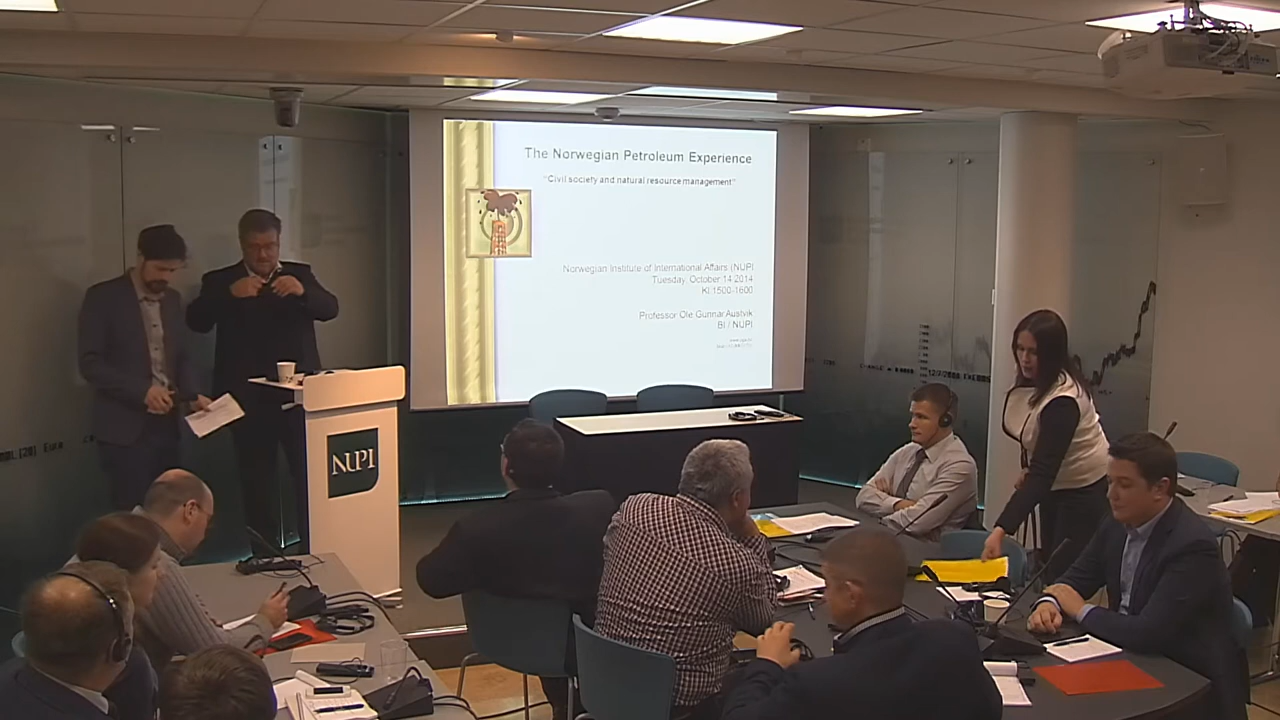 The Norwegian Petroleum Experience
"Civil society and natural resource management"
Norwegian Institute of International Affairs (NUPI
Tuesday, October 14 2014
Kl 1500-1600
Professor Ole Gunnar Austvik
BI / NUPI
NUPI